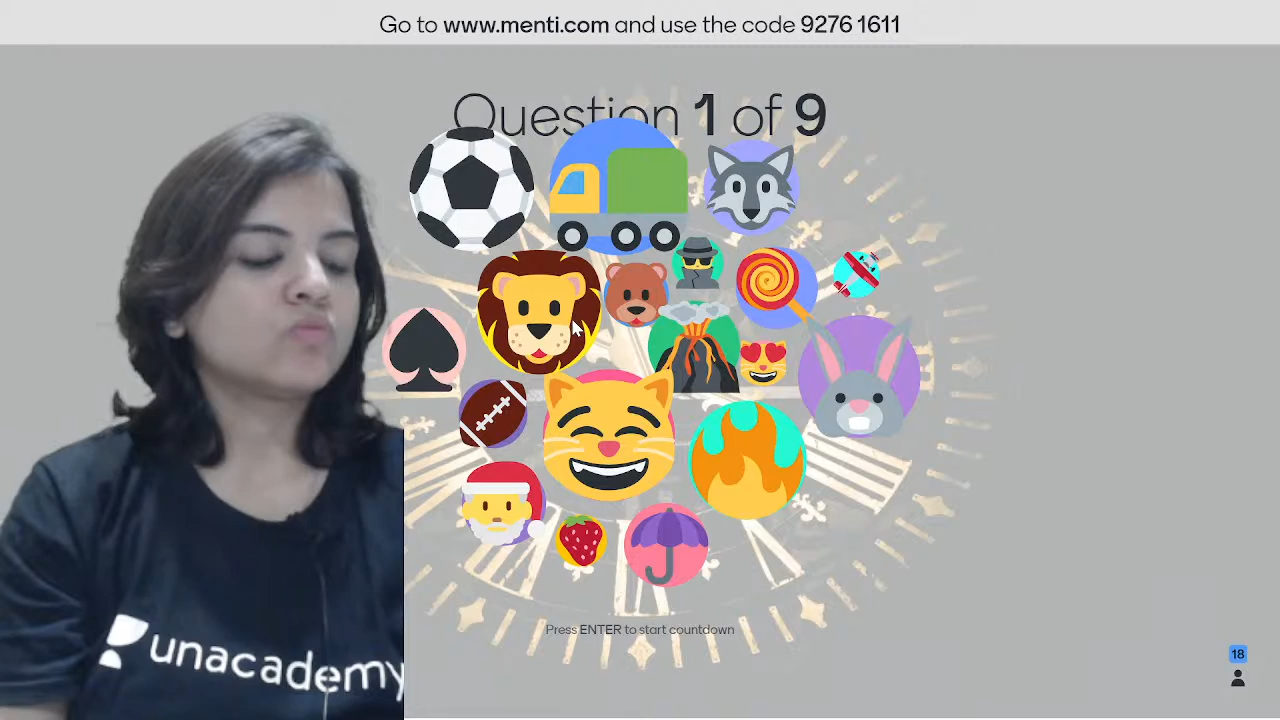 Go to www.menti.com and use the code 9276 1611
Question 1 of 9
Press ENTER to start countdown
unacademy
18